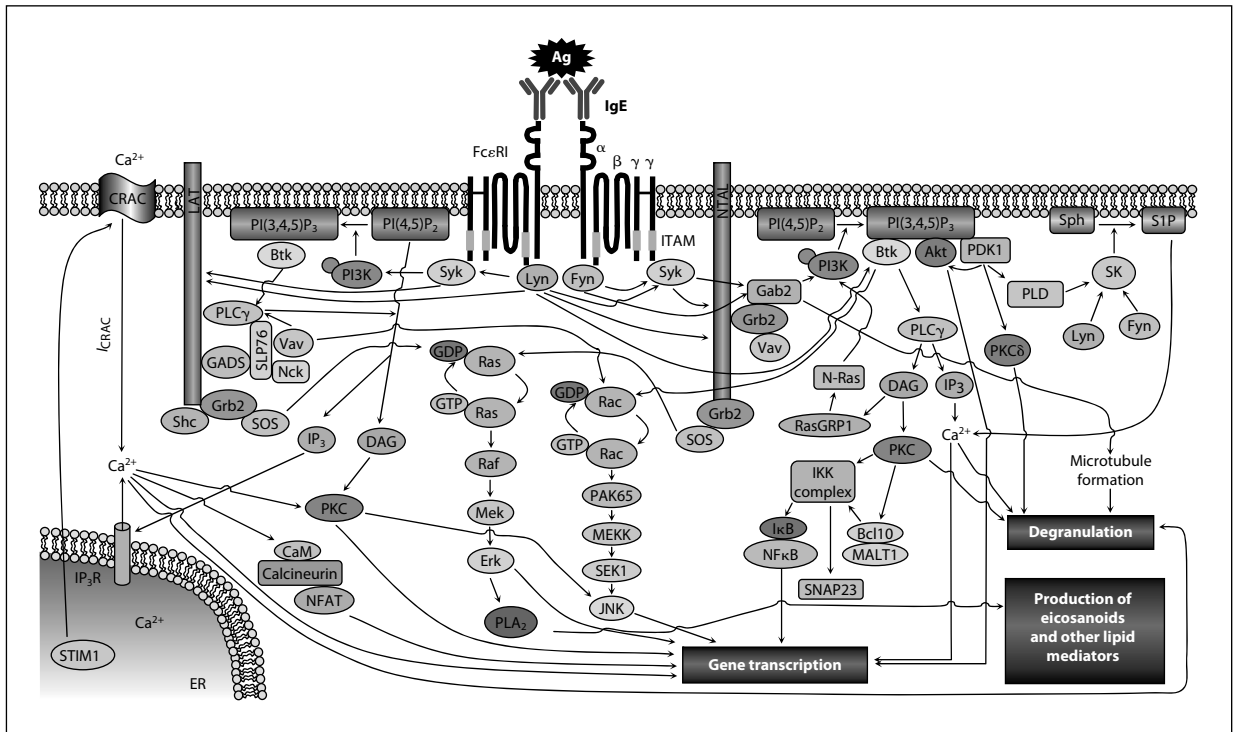 Ag
IgE
FcεRI
α
β
γ γ
Ca²⁺
CRAC
LAT
PI(3,4,5)P₃
PI(4,5)P₂
ITAM
NTAL
PI(4,5)P₂
PI(3,4,5)P₃
Sph
S1P
Btk
PI3K
Syk
Lyn
Fyn
Syk
PI3K
Btk
Akt
PDK1
SK
PLD
Gab2
Grb2
Vav
Lyn
Fyn
I CRAC
PLCγ
SLP76
Vav
GADS
Nck
Grb2
Shc
SOS
GDP
Ras
GTP
Ras
GDP
Rac
GTP
Rac
Grb2
SOS
PLCγ
PKCδ
N-Ras
DAG
IP₃
RasGRP1
Ca²⁺
IP₃
DAG
Raf
PKC
Ca²⁺
PKC
Mek
Erk
PLA₂
PAK65
MEKK
SEK1
JNK
IKK
complex
IκB
NFκB
Bcl10
MALT1
SNAP23
Microtubule
formation
Degranulation
CaM
Calcineurin
NFAT
IP₃R
Ca²⁺
STIM1
ER
Production of
eicosanoids
and other lipid
mediators
Gene transcription